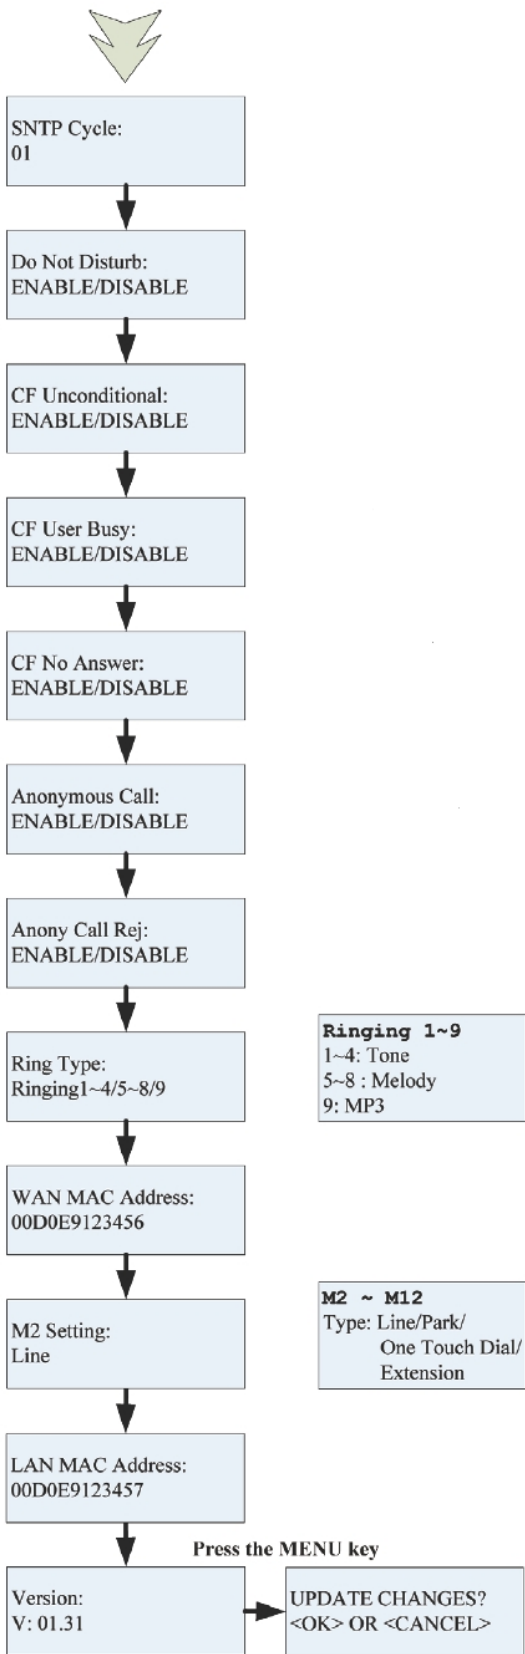 SNTP Cycle:
01
Do Not Disturb:
ENABLE/DISABLE
CF Unconditional:
ENABLE/DISABLE
CF User Busy:
ENABLE/DISABLE
CF No Answer:
ENABLE/DISABLE
Anonymous Call:
ENABLE/DISABLE
Anony Call Rej:
ENABLE/DISABLE
Ring Type:
Ringing1~4/5~8/9
Ringing 1~9
1~4: Tone
5~8 : Melody
9: MP3
WAN MAC Address:
00D0E9123456
M2 Setting:
Line
M2 ~ M12
Type: Line/Park/
One Touch Dial/
Extension
LAN MAC Address:
00D0E9123457
Press the MENU key
Version:
V: 01.31
UPDATE CHANGES?
<OK> OR <CANCEL>